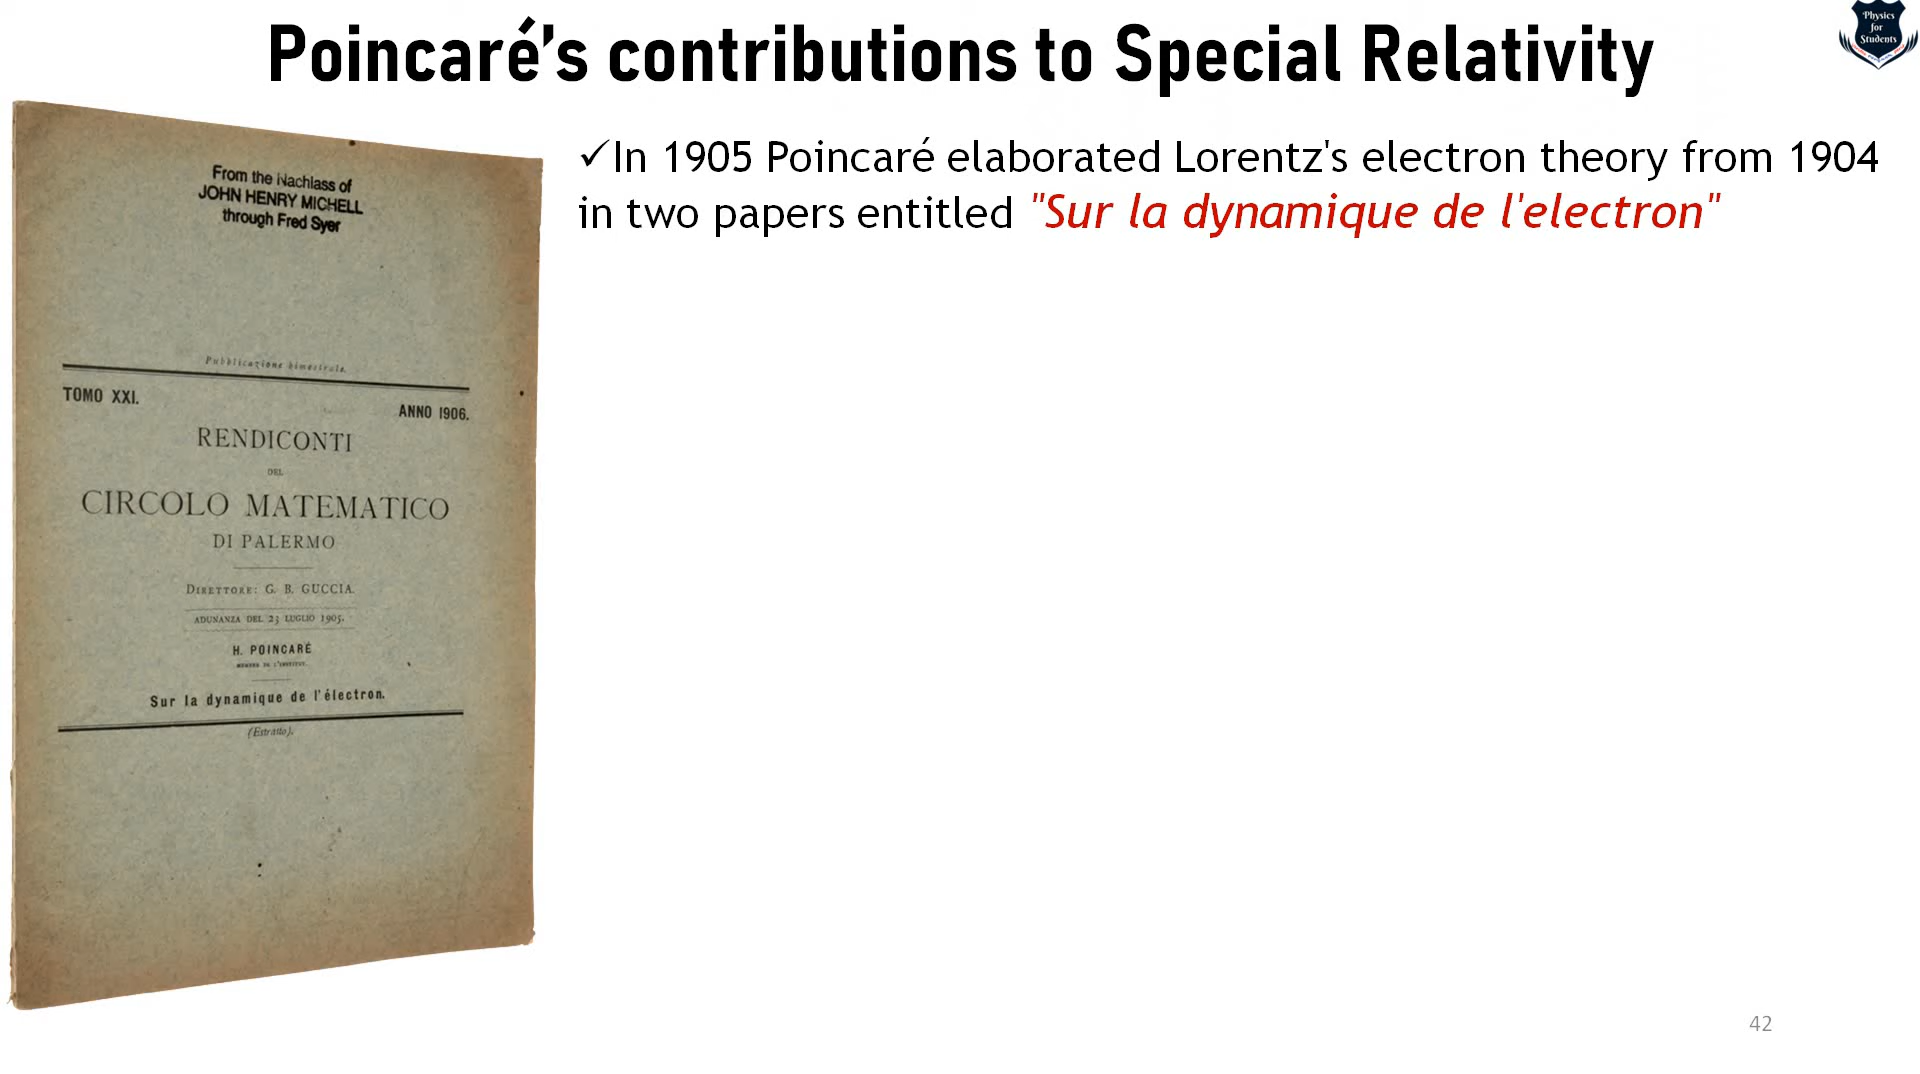 Poincaré's contributions to Special Relativity
Physics
for
Students
✓In 1905 Poincaré elaborated Lorentz's electron theory from 1904
in two papers entitled "Sur la dynamique de l'electron"
From the Nachlass of
JOHN HENRY MICHELL
through Fred Syer
Pubblicazione bimestrale.
TOMO XXI.
ANNO 1906.
RENDICONTI
DEL
CIRCOLO MATEMATICO
DI PALERMO
DIRETTORE: G. B. GUCCIA.
ADUNANZA DEL 23 LUGLIO 1905.
H. POINCARÉ
MEMBRE DE L'INSTITUT.
Sur la dynamique de l'électron.
(Estratto).
42